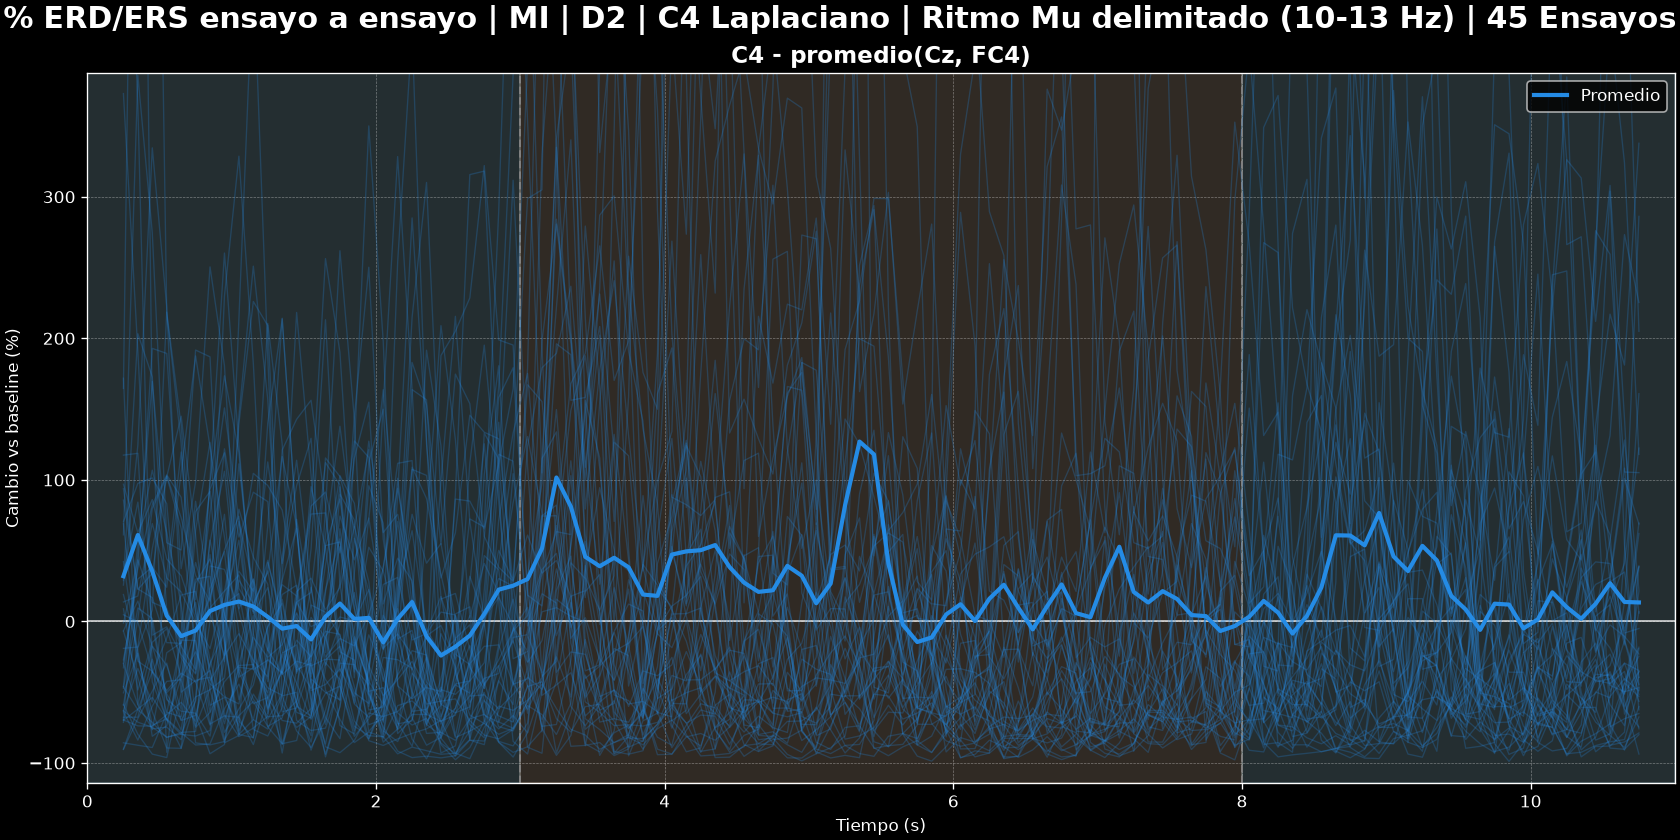 % ERD/ERS ensayo a ensayo | MI | D2 | C4 Laplaciano | Ritmo Mu delimitado (10-13 Hz) | 45 Ensayos
C4 - promedio(Cz, FC4)
Promedio
Cambio vs baseline (%)
300
200
100
0
−100
0 2 4 6 8 10
Tiempo (s)